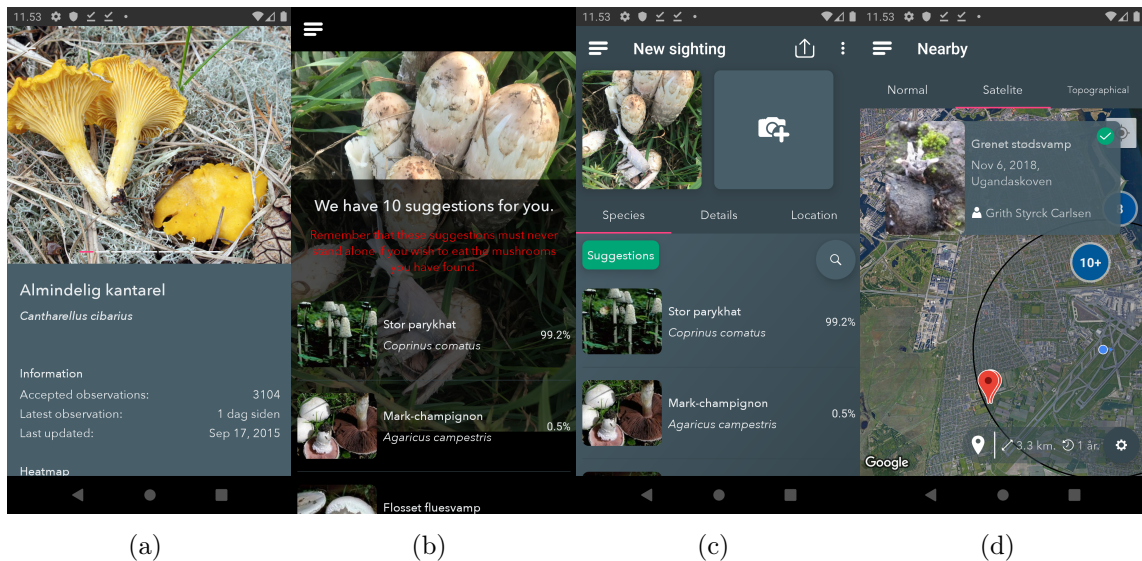 11.53
Almindelig kantarel
Cantharellus cibarius
Information
Accepted observations: 3104
Latest observation: 1 dag siden
Last updated: Sep 17, 2015
Heatmap
(a)
We have 10 suggestions for you.
Remember that these suggestions must never
stand alone if you wish to eat the mushrooms
you have found.
Stor parykhat
Coprinus comatus
99.2%
Mark-champignon
Agaricus campestris
0.5%
Flosset fluesvamp
(b)
11.53
New sighting
Species Details Location
Suggestions
Stor parykhat
Coprinus comatus
99.2%
Mark-champignon
Agaricus campestris
0.5%
(c)
11.53
Nearby
Normal Satelite Topographical
Grenet stødsvamp
Nov 6, 2018,
Ugandaskoven
Grith Styrck Carlsen
10+
3.3 km. 1 år.
Google
(d)